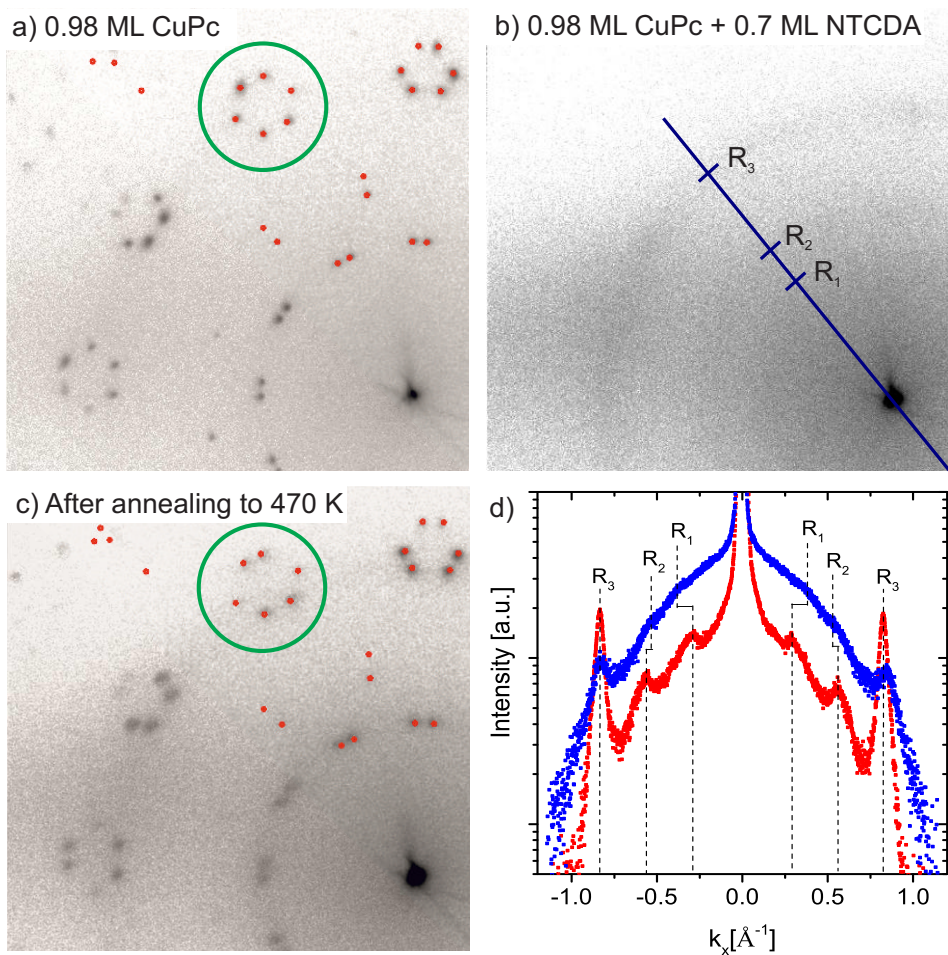 a) 0.98 ML CuPc
b) 0.98 ML CuPc + 0.7 ML NTCDA
R3
R2
R1
c) After annealing to 470 K
d)
R1
R1
R2
R2
R3
R3
Intensity [a.u.]
-1.0
-0.5
0.0
0.5
1.0
kx[Å-1]